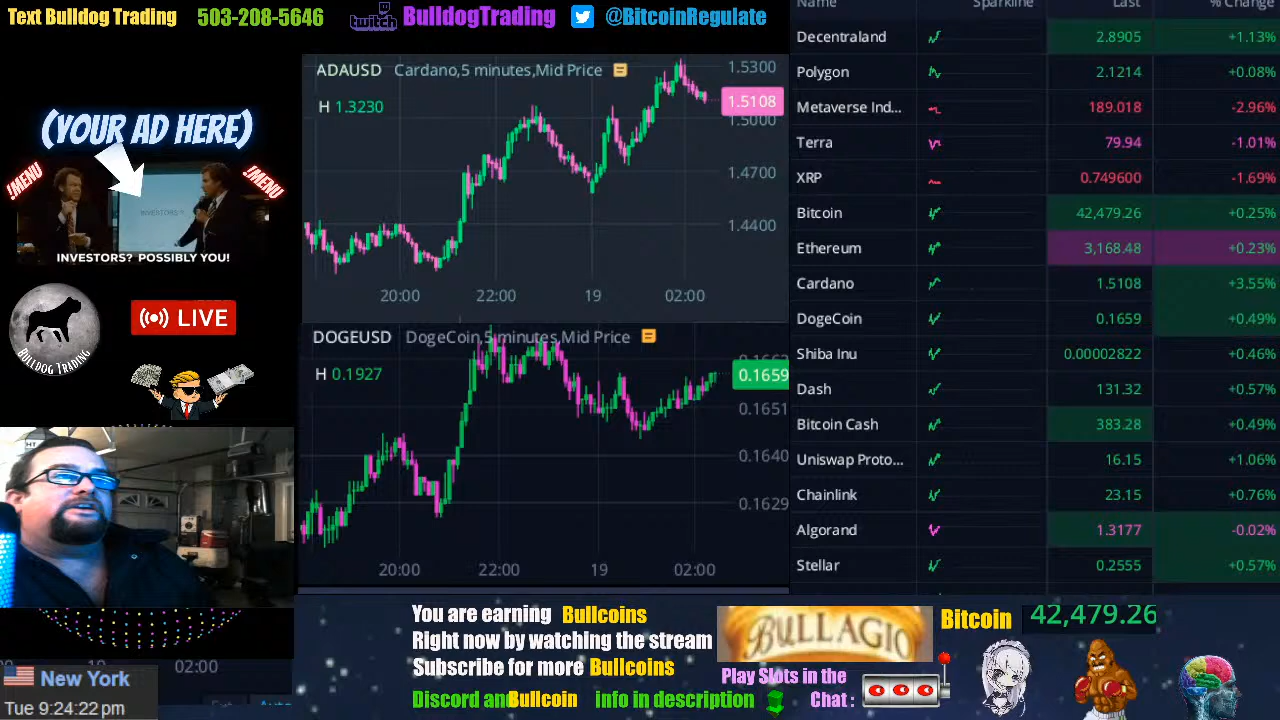 Text Bulldog Trading 503-208-5646 twitch BulldogTrading @BitcoinRegulate
(YOUR AD HERE)
!MENU !MENU
INVESTORS?
INVESTORS? POSSIBLY YOU!
BULLDOG TRADING
LIVE
ADAUSD Cardano,5 minutes,Mid Price
H 1.3230
1.5300
1.5108
1.5000
1.4700
1.4400
20:00 22:00 19 02:00
DOGEUSD DogeCoin,5 minutes,Mid Price
H 0.1927
0.1659
0.1651
0.1640
0.1629
20:00 22:00 19 02:00
Name Sparkline Last % Change
Decentraland 2.8905 +1.13%
Polygon 2.1214 +0.08%
Metaverse Ind... 189.018 -2.96%
Terra 79.94 -1.01%
XRP 0.749600 -1.69%
Bitcoin 42,479.26 +0.25%
Ethereum 3,168.48 +0.23%
Cardano 1.5108 +3.55%
DogeCoin 0.1659 +0.49%
Shiba Inu 0.00002822 +0.46%
Dash 131.32 +0.57%
Bitcoin Cash 383.28 +0.49%
Uniswap Proto... 16.15 +1.06%
Chainlink 23.15 +0.76%
Algorand 1.3177 -0.02%
Stellar 0.2555 +0.57%
02:00
New York
Tue 9:24:22 pm
You are earning Bullcoins
Right now by watching the stream
Subscribe for more Bullcoins
Discord and Bullcoin info in description
BULLAGIO
Play Slots in the
Chat :
Bitcoin 42,479.26